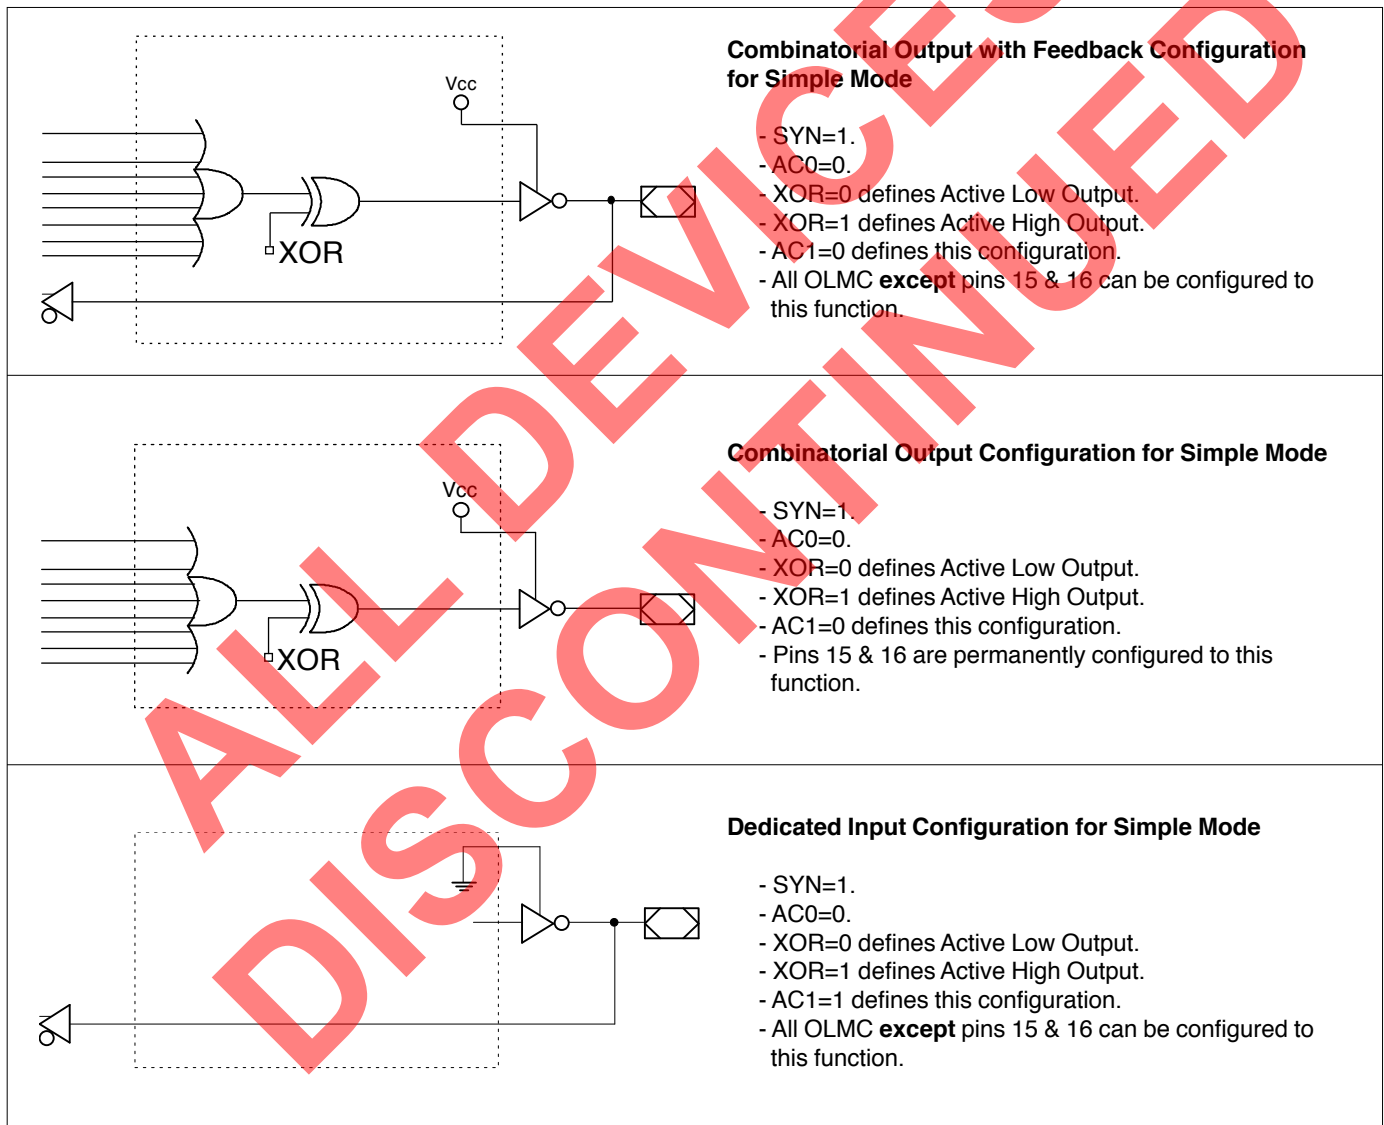 Combinatorial Output with Feedback Configuration
for Simple Mode
Vcc
XOR
- SYN=1.
- AC0=0.
- XOR=0 defines Active Low Output.
- XOR=1 defines Active High Output.
- AC1=0 defines this configuration.
- All OLMC except pins 15 & 16 can be configured to
this function.
Combinatorial Output Configuration for Simple Mode
Vcc
XOR
- SYN=1.
- AC0=0.
- XOR=0 defines Active Low Output.
- XOR=1 defines Active High Output.
- AC1=0 defines this configuration.
- Pins 15 & 16 are permanently configured to this
function.
Dedicated Input Configuration for Simple Mode
- SYN=1.
- AC0=0.
- XOR=0 defines Active Low Output.
- XOR=1 defines Active High Output.
- AC1=1 defines this configuration.
- All OLMC except pins 15 & 16 can be configured to
this function.
ALL DEVICES
DISCONTINUED